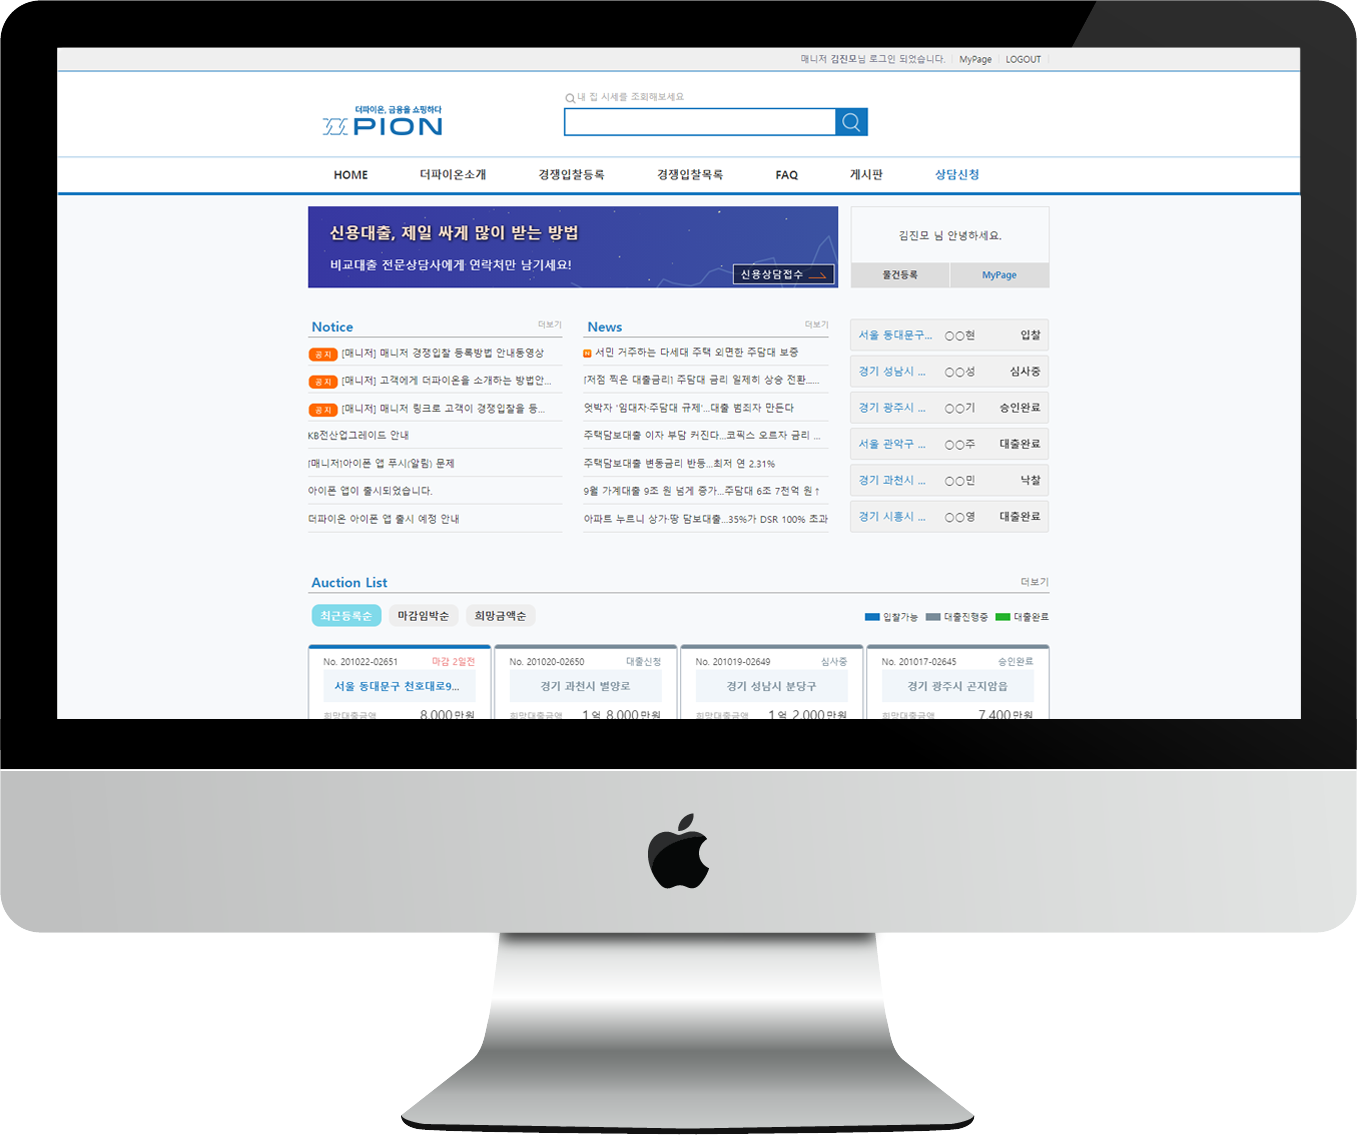 매니저 김진모님 로그인 되었습니다. MyPage LOGOUT
내 집 시세를 조회해보세요
더파이온, 금융을 쇼핑하다
PION
HOME 더파이온소개 경쟁입찰등록 경쟁입찰목록 FAQ 게시판 상담신청
신용대출, 제일 싸게 많이 받는 방법
비교대출 전문상담사에게 연락처만 남기세요!
신용상담접수
김진모 님 안녕하세요.
물건등록 MyPage
Notice 더보기
공지 [매니저] 매니저 경쟁입찰 등록방법 안내동영상
공지 [매니저] 고객에게 더파이온을 소개하는 방법안...
공지 [매니저] 매니저 링크로 고객이 경쟁입찰을 등...
KB전산업그레이드 안내
[매니저]아이폰 앱 푸시(알림) 문제
아이폰 앱이 출시되었습니다.
더파이온 아이폰 앱 출시 예정 안내
News 더보기
N 서민 거주하는 다세대 주택 외면한 주담대 보증
[저점 찍은 대출금리] 주담대 금리 일제히 상승 전환......
엇박자 '임대차·주담대 규제'...대출 범죄자 만든다
주택담보대출 이자 부담 커진다...코픽스 오르자 금리 ...
주택담보대출 변동금리 반등...최저 연 2.31%
9월 가계대출 9조 원 넘게 증가...주담대 6조 7천억 원↑
아파트 누르니 상가·땅 담보대출...35%가 DSR 100% 초과
서울 동대문구... ○○현 입찰
경기 성남시 ... ○○성 심사중
경기 광주시 ... ○○기 승인완료
서울 관악구 ... ○○주 대출완료
경기 과천시 ... ○○민 낙찰
경기 시흥시 ... ○○영 대출완료
Auction List 더보기
최근등록순 마감임박순 희망금액순 입찰가능 대출진행중 대출완료
No. 201022-02651 마감 2일전
서울 동대문구 천호대로9...
희망대출금액 8,000만원
No. 201020-02650 대출신청
경기 과천시 별양로
희망대출금액 1억 8,000만원
No. 201019-02649 심사중
경기 성남시 분당구
희망대출금액 1억 2,000만원
No. 201017-02645 승인완료
경기 광주시 곤지암읍
희망대출금액 7,400만원